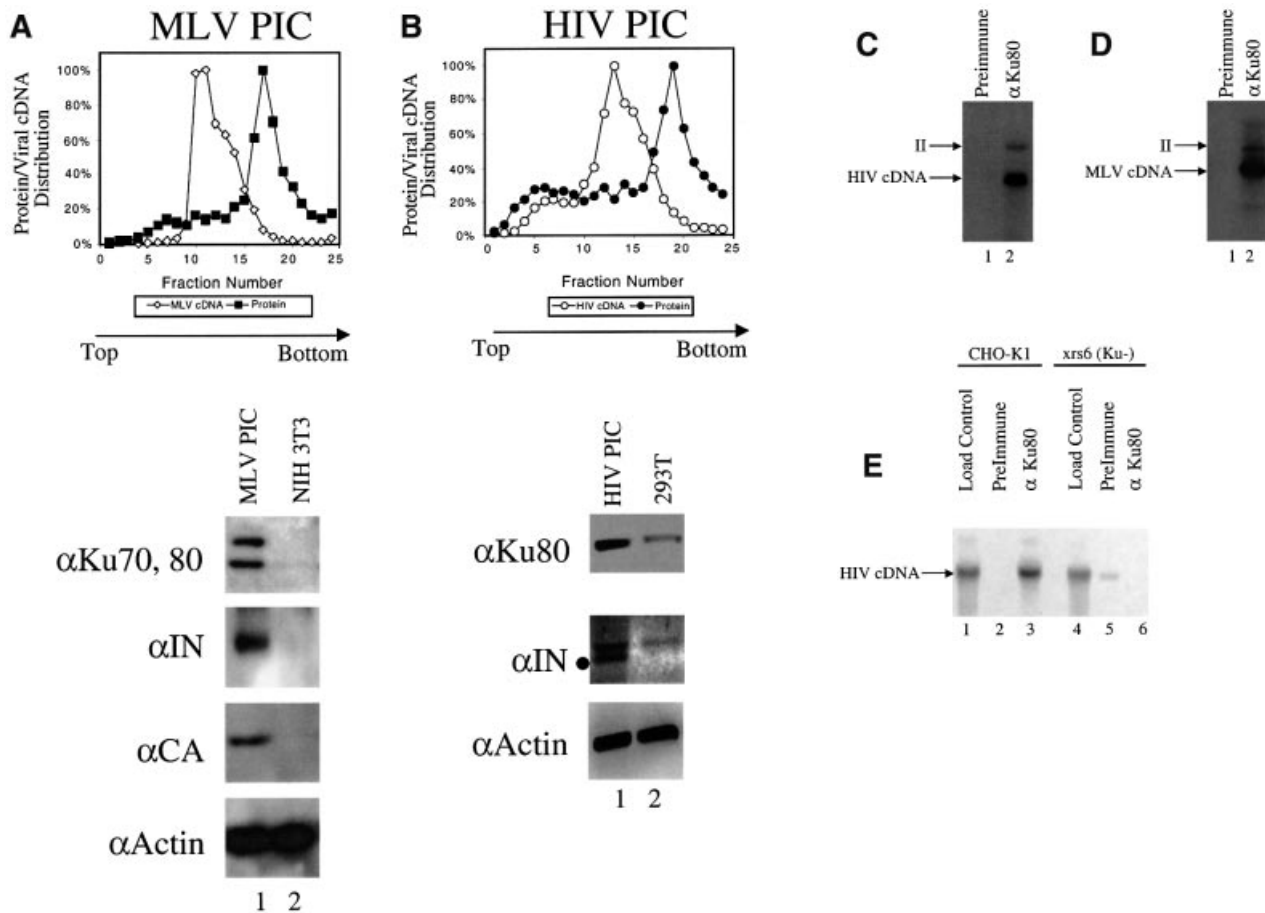 A
MLV PIC
Protein/Viral cDNA
Distribution
100%
80%
60%
40%
20%
0%
0 5 10 15 20 25
Fraction Number
MLV cDNA Protein
Top Bottom
MLV PIC
NIH 3T3
αKu70, 80
αIN
αCA
αActin
1 2
B
HIV PIC
Protein/Viral cDNA
Distribution
100%
80%
60%
40%
20%
0%
0 5 10 15 20 25
Fraction Number
HIV cDNA Protein
Top Bottom
HIV PIC
293T
αKu80
αIN
αActin
1 2
C
Preimmune
α Ku80
II
HIV cDNA
1 2
D
Preimmune
α Ku80
II
MLV cDNA
1 2
E
CHO-K1 xrs6 (Ku-)
Load Control
PreImmune
α Ku80
Load Control
PreImmune
α Ku80
HIV cDNA
1 2 3 4 5 6